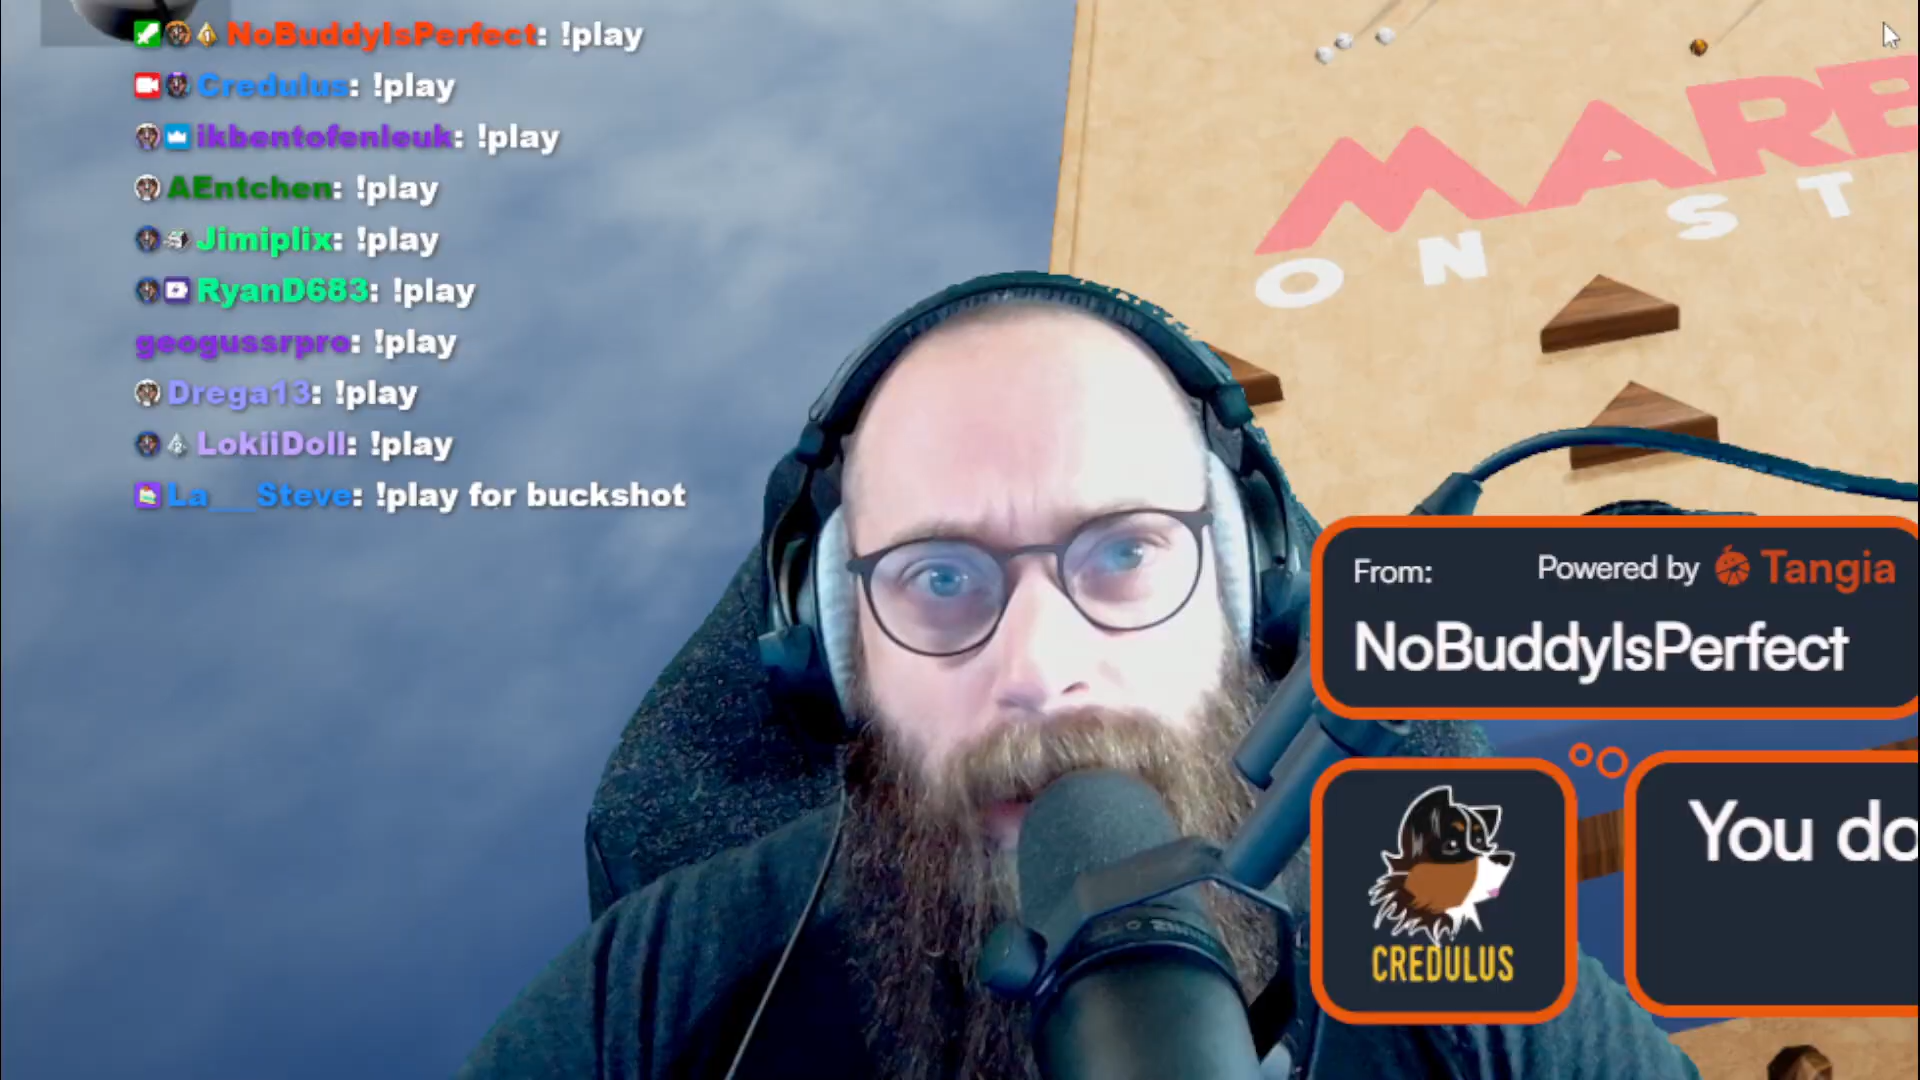 NoBuddyIsPerfect: !play
Credulus: !play
ikbentofenleuk: !play
AEntchen: !play
Jimiplix: !play
RyanD683: !play
geogussrpro: !play
Drega13: !play
LokiiDoll: !play
La___Steve: !play for buckshot
MARB
ON ST
From: Powered by Tangia
NoBuddyIsPerfect
CREDULUS
You do